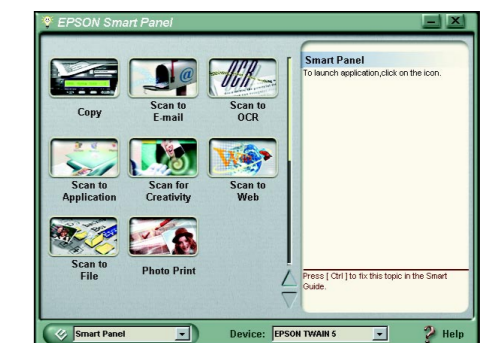 EPSON Smart Panel
Smart Panel
To launch application,click on the icon.
Copy
Scan to
E-mail
@
OCR
Scan to
OCR
Scan to
Application
Scan for
Creativity
Web
Scan to
Web
Scan to
File
Photo Print
Press [ Ctrl ] to fix this topic in the Smart
Guide.
Smart Panel
Device: EPSON TWAIN 5
Help